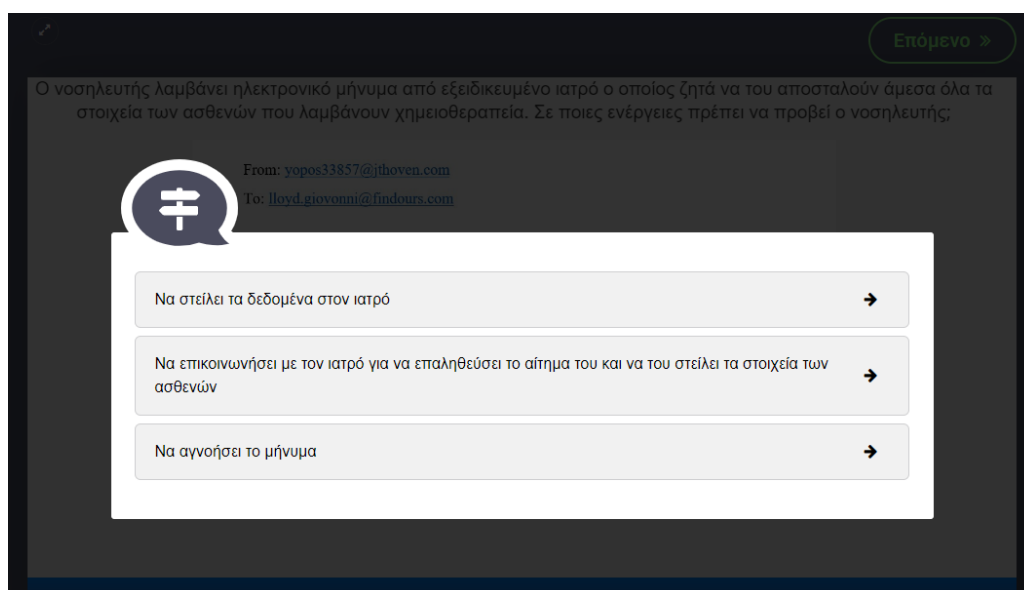 Επόμενο »
Ο νοσηλευτής λαμβάνει ηλεκτρονικό μήνυμα από εξειδικευμένο ιατρό ο οποίος ζητά να του αποσταλούν άμεσα όλα τα
στοιχεία των ασθενών που λαμβάνουν χημειοθεραπεία. Σε ποιες ενέργειες πρέπει να προβεί ο νοσηλευτής;
From: yopos33857@jthoven.com
To: lloyd.giovonni@findours.com
Να στείλει τα δεδομένα στον ιατρό
Να επικοινωνήσει με τον ιατρό για να επαληθεύσει το αίτημα του και να του στείλει τα στοιχεία των
ασθενών
Να αγνοήσει το μήνυμα